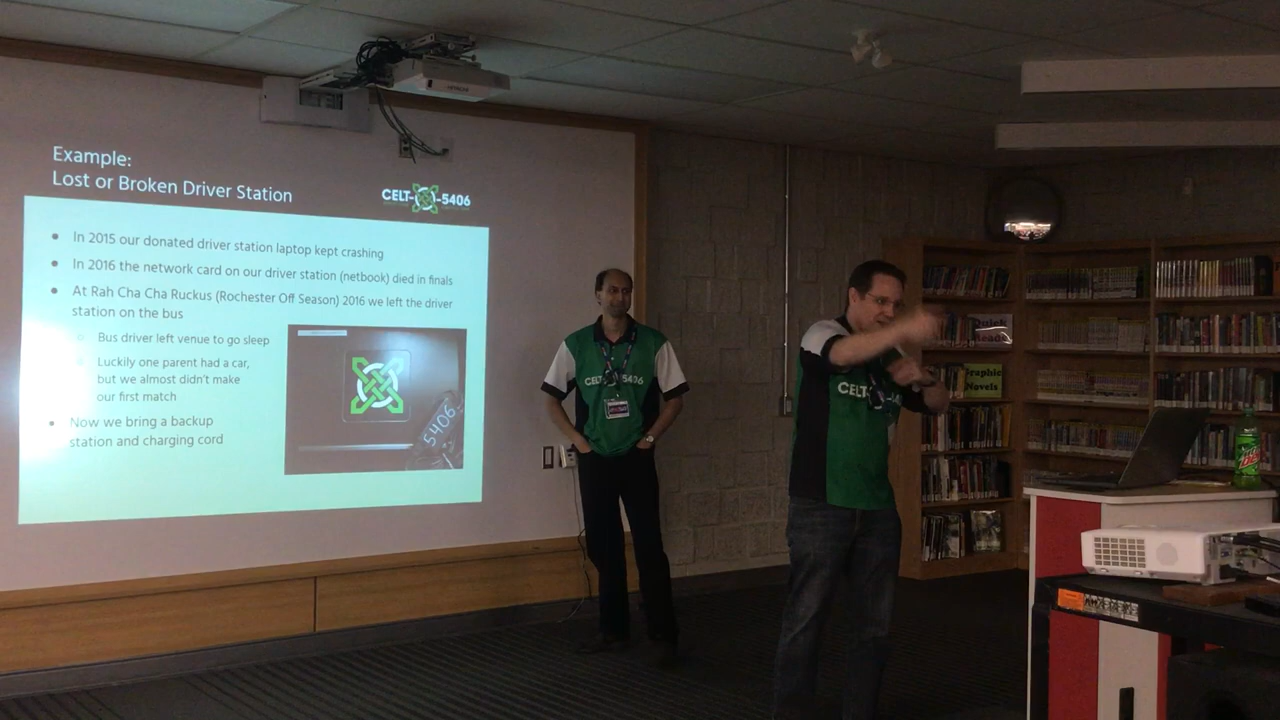 Example:
Lost or Broken Driver Station
CELT-X-5406
In 2015 our donated driver station laptop kept crashing
In 2016 the network card on our driver station (netbook) died in finals
At Rah Cha Cha Ruckus (Rochester Off Season) 2016 we left the driver
station on the bus
Bus driver left venue to go sleep
Luckily one parent had a car,
but we almost didn't make
our first match
Now we bring a backup
station and charging cord
5406
CELT-X-5406
CELT-X
Quick
Reads
Graphic
Novels